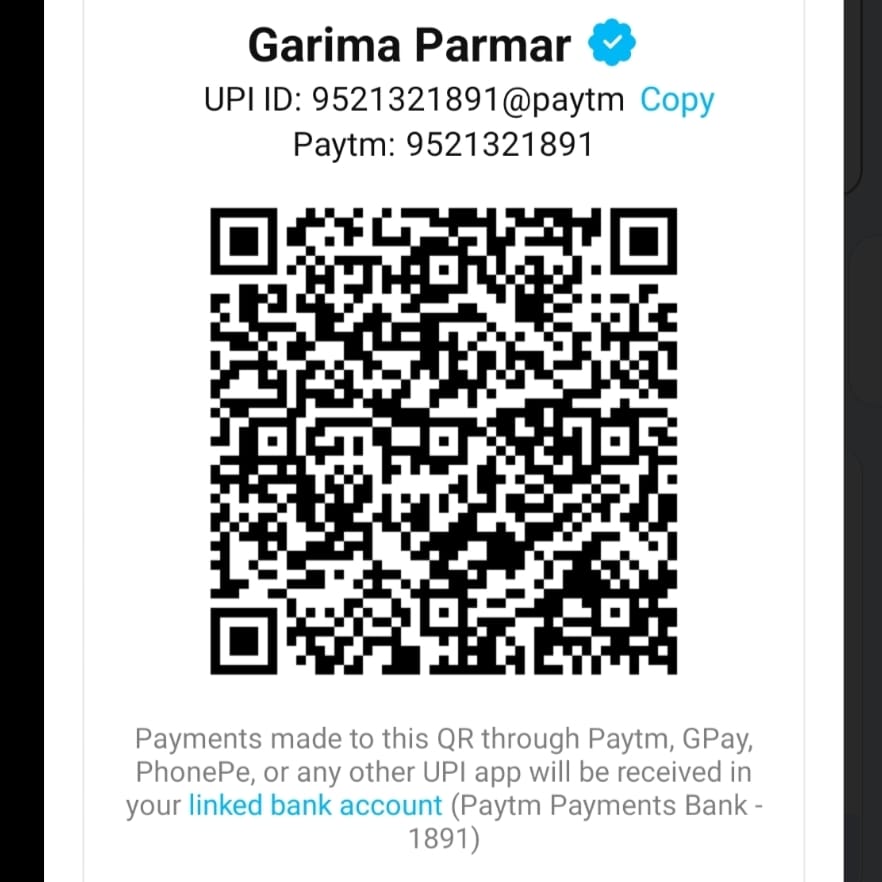 Garima Parmar
UPI ID: 9521321891@paytm Copy
Paytm: 9521321891
Payments made to this QR through Paytm, GPay,
PhonePe, or any other UPI app will be received in
your linked bank account (Paytm Payments Bank -
1891)